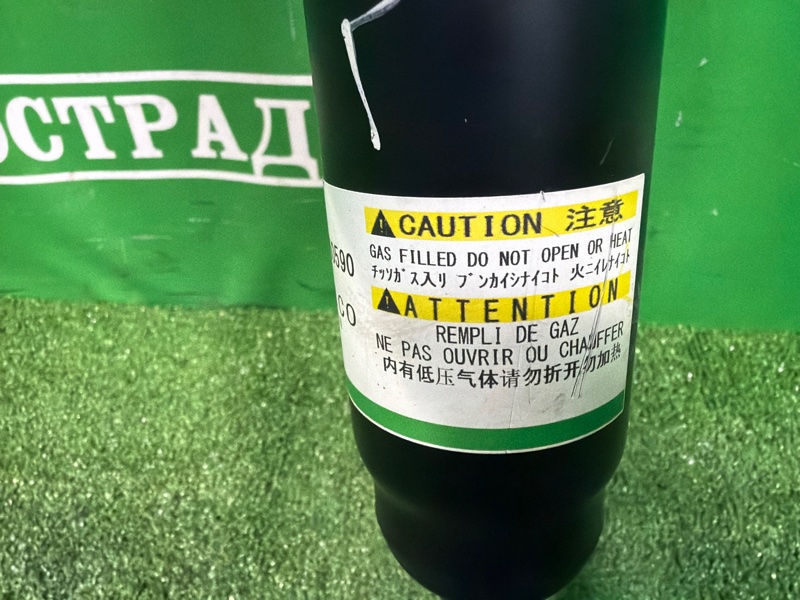 ОСТРАД
CAUTION 注意
GAS FILLED DO NOT OPEN OR HEAT
チッソガス入リ ブンカイシナイコト 火ニイレナイコト
ATTENTION
REMPLI DE GAZ
NE PAS OUVRIR OU CHAUFFER
内有低压气体请勿折开勿加热
0590
CO